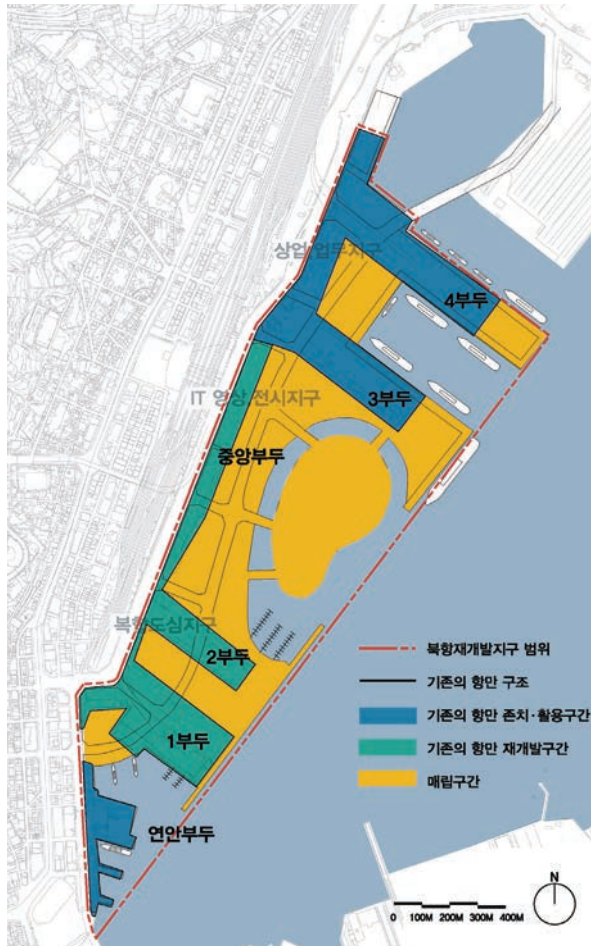 상업 업무지구
4부두
IT 영상 전시지구
3부두
중앙부두
복합도심지구
2부두
1부두
연안부두
북항재개발지구 범위
기존의 항만 구조
기존의 항만 존치·활용구간
기존의 항만 재개발구간
매립구간
N
0 100M 200M 300M 400M